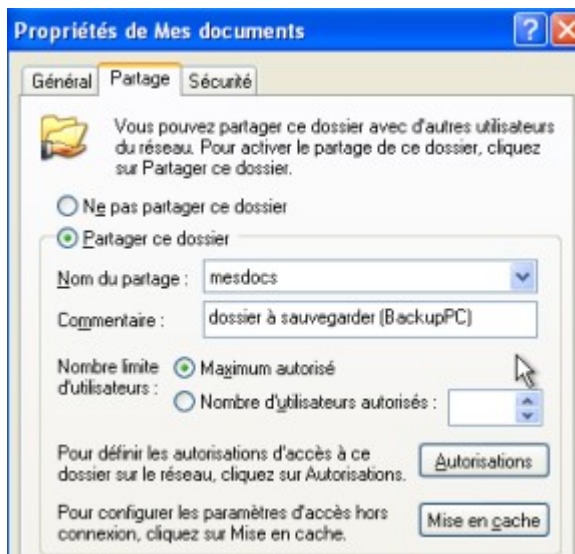 Propriétés de Mes documents
Général Partage Sécurité
Vous pouvez partager ce dossier avec d'autres utilisateurs
du réseau. Pour activer le partage de ce dossier, cliquez
sur Partager ce dossier.
Ne pas partager ce dossier
Partager ce dossier
Nom du partage : mesdocs
Commentaire : dossier à sauvegarder (BackupPC)
Nombre limite
d'utilisateurs :
Maximum autorisé
Nombre d'utilisateurs autorisés :
Pour définir les autorisations d'accès à ce
dossier sur le réseau, cliquez sur Autorisations.
Autorisations
Pour configurer les paramètres d'accès hors
connexion, cliquez sur Mise en cache.
Mise en cache